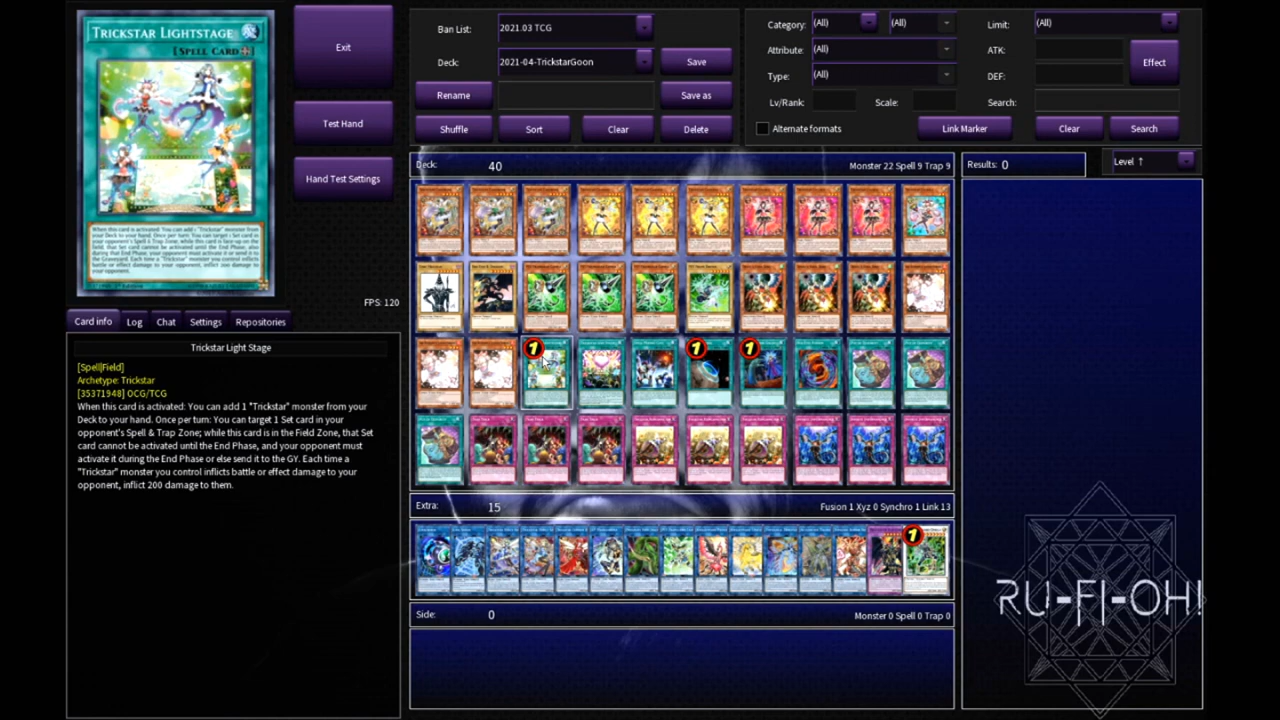 TRICKSTAR LIGHTSTAGE
[SPELL CARD]
Exit
Test Hand
Hand Test Settings
FPS: 120
Card info
Log
Chat
Settings
Repositories
Trickstar Light Stage
[Spell|Field]
Archetype: Trickstar
[35371948] OCG/TCG
When this card is activated: You can add 1 "Trickstar" monster from your
Deck to your hand. Once per turn: You can target 1 Set card in your
opponent's Spell & Trap Zone; while this card is in the Field Zone, that Set
card cannot be activated until the End Phase, and your opponent must
activate it during the End Phase or else send it to the GY. Each time a
"Trickstar" monster you control inflicts battle or effect damage to your
opponent, inflict 200 damage to them.
Ban List:
2021.03 TCG
Deck:
2021-04-TrickstarGoon
Save
Rename
Save as
Shuffle
Sort
Clear
Delete
Category:
(All)
(All)
Limit:
(All)
Attribute:
(All)
ATK:
Type:
(All)
DEF:
Effect
Lv/Rank:
Scale:
Search:
Alternate formats
Link Marker
Clear
Search
Deck:
40
Monster 22 Spell 9 Trap 9
Results: 0
Level ↑
1
1
1
Extra:
15
Fusion 1 Xyz 0 Synchro 1 Link 13
1
Side:
0
Monster 0 Spell 0 Trap 0
RU-FI-OH!